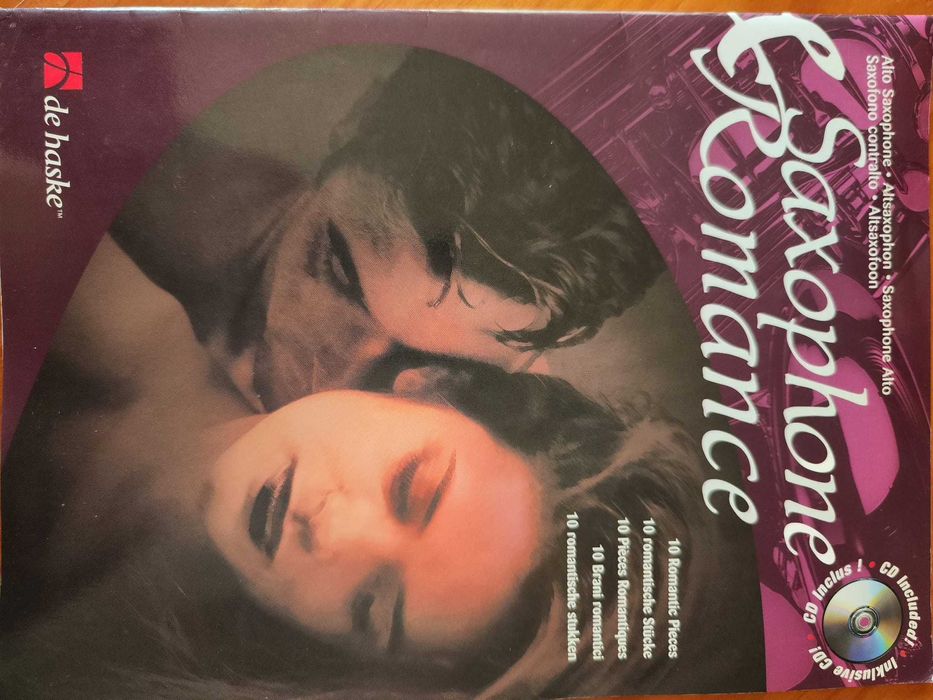 Alto Saxophone • Altsaxophon • Saxophone Alto
Saxofono contralto • Altsaxofoon
Saxophone
& Romance
CD Included! • Inklusive CD! • CD Inclus ! •
10 Romantic Pieces
10 romantische Stücke
10 Pièces Romantiques
10 Brani romantici
10 romantische stukken
de haske™